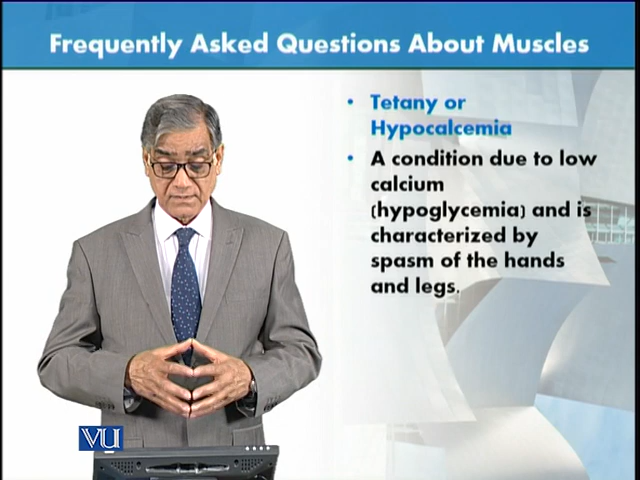 Frequently Asked Questions About Muscles
• Tetany or
Hypocalcemia
• A condition due to low
calcium
(hypoglycemia) and is
characterized by
spasm of the hands
and legs.
VU